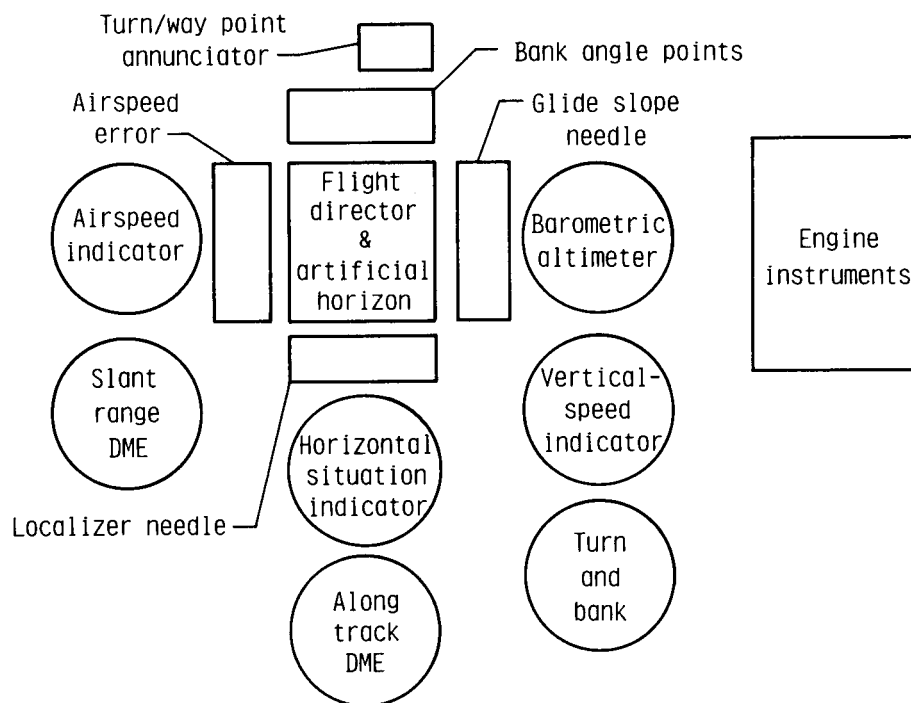 Turn/way point
annunciator
Bank angle points
Airspeed
error
Glide slope
needle
Airspeed
indicator
Flight
director
&
artificial
horizon
Barometric
altimeter
Engine
instruments
Slant
range
DME
Vertical-
speed
indicator
Horizontal
situation
indicator
Localizer needle
Turn
and
bank
Along
track
DME